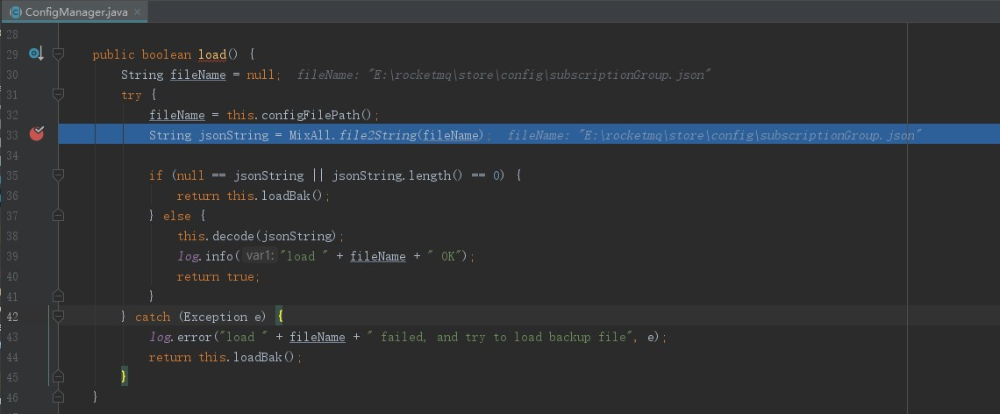 ConfigManager.java
28
29 public boolean load() {
30 String fileName = null; fileName: "E:\rocketmq\store\config\subscriptionGroup.json"
31 try {
32 fileName = this.configFilePath();
33 String jsonString = MixAll.file2String(fileName); fileName: "E:\rocketmq\store\config\subscriptionGroup.json"
34
35 if (null == jsonString || jsonString.length() == 0) {
36 return this.loadBak();
37 } else {
38 this.decode(jsonString);
39 log.info( var1: "load " + fileName + " OK");
40 return true;
41 }
42 } catch (Exception e) {
43 log.error("load " + fileName + " failed, and try to load backup file", e);
44 return this.loadBak();
45 }
46 }